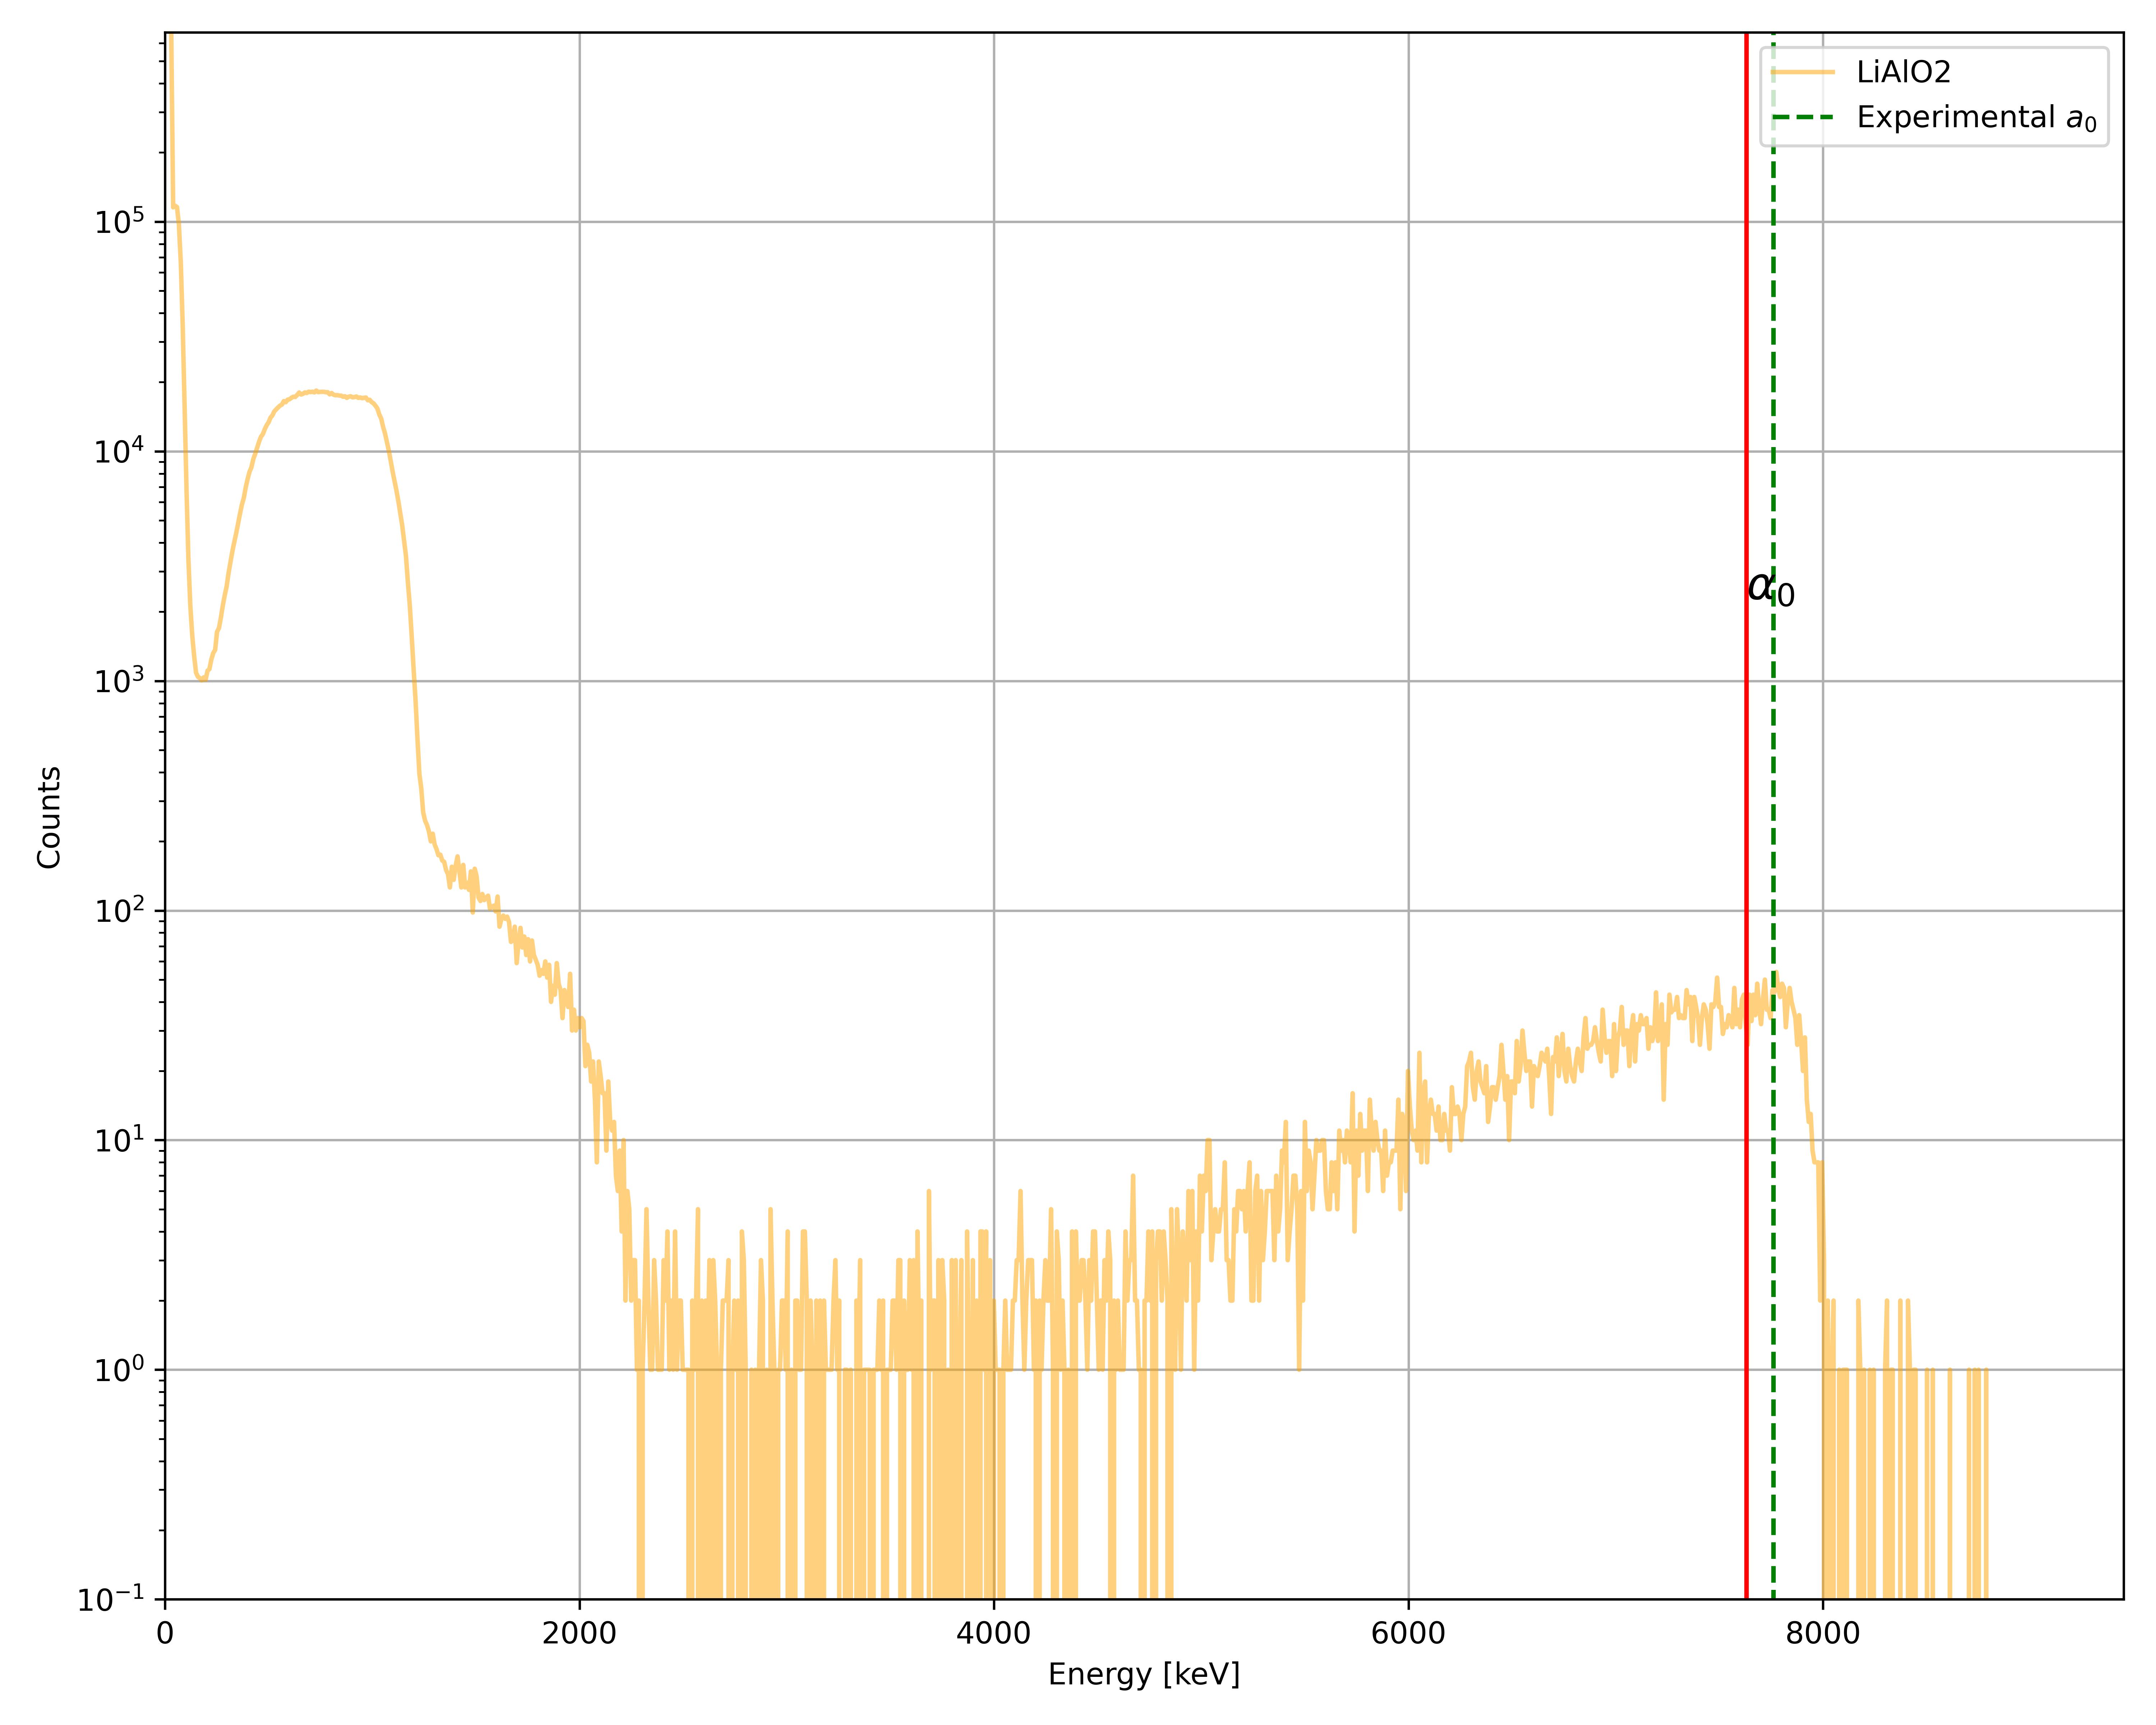 LiAlO2
Experimental a₀
10⁵
10⁴
α₀
10³
Counts
10²
10¹
10⁰
10⁻¹
0 2000 4000 6000 8000
Energy [keV]